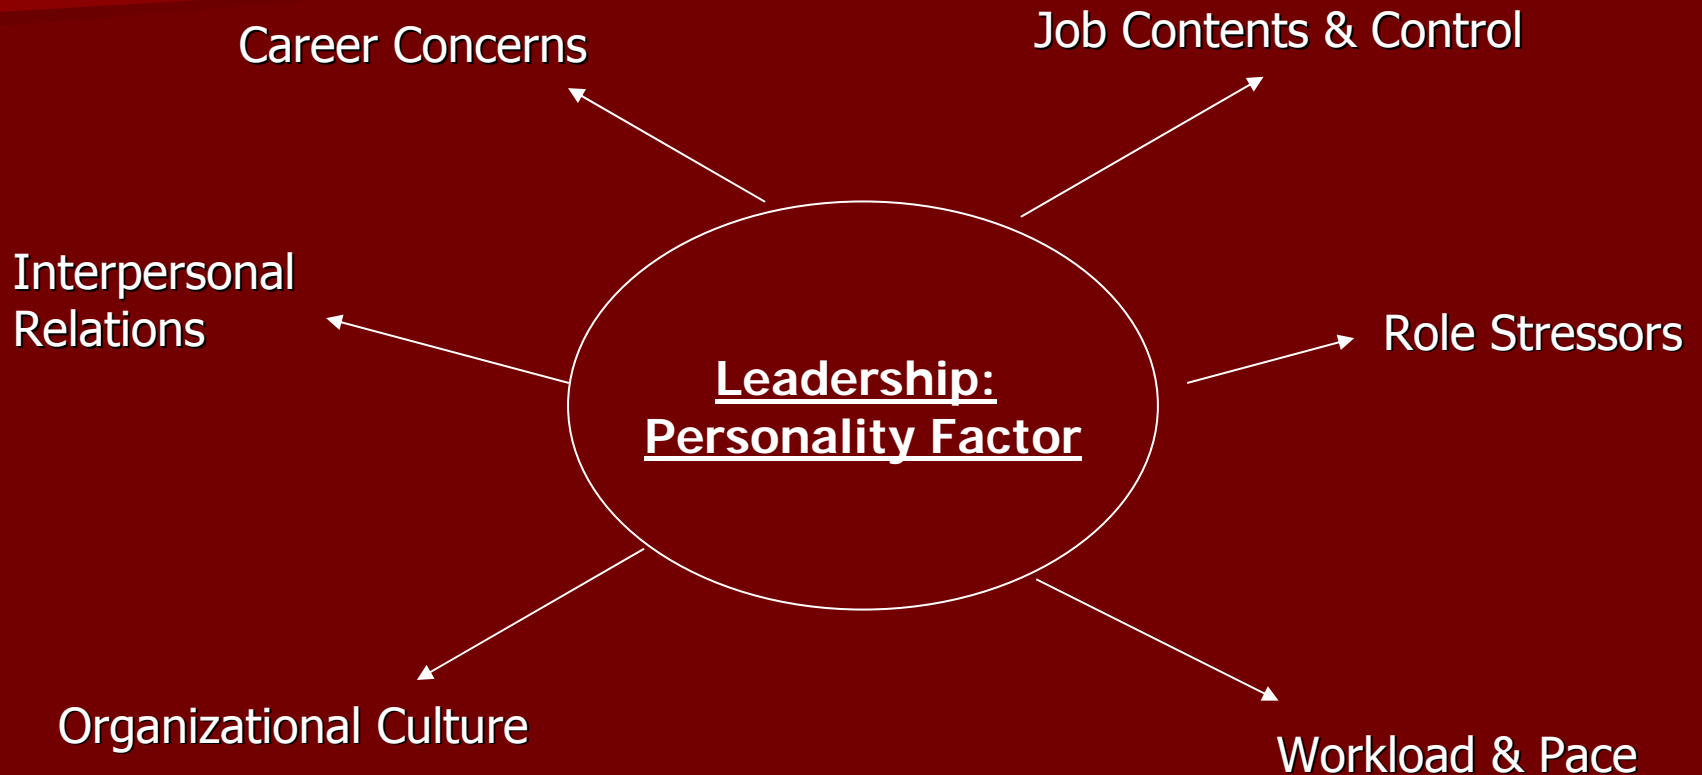 Career Concerns
Job Contents & Control
Interpersonal
Relations
Role Stressors
Leadership:
Personality Factor
Organizational Culture
Workload & Pace